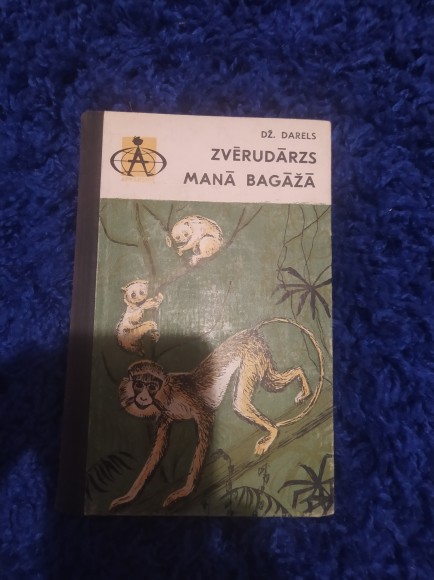 DŽ. DARELS
ZVĒRUDĀRZS
MANĀ BAGĀŽĀ